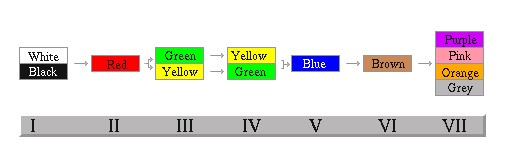 White
Black
Red
Green
Yellow
Yellow
Green
Blue
Brown
Purple
Pink
Orange
Grey
I II III IV V VI VII